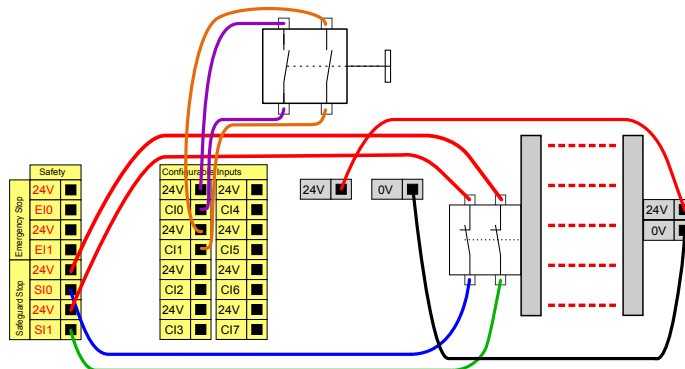 Safety
Emergency Stop
24V
EI0
24V
EI1
Safeguard Stop
24V
SI0
24V
SI1
Configurable Inputs
24V 24V
CI0 CI4
24V 24V
CI1 CI5
24V 24V
CI2 CI6
24V 24V
CI3 CI7
24V
0V
24V
0V